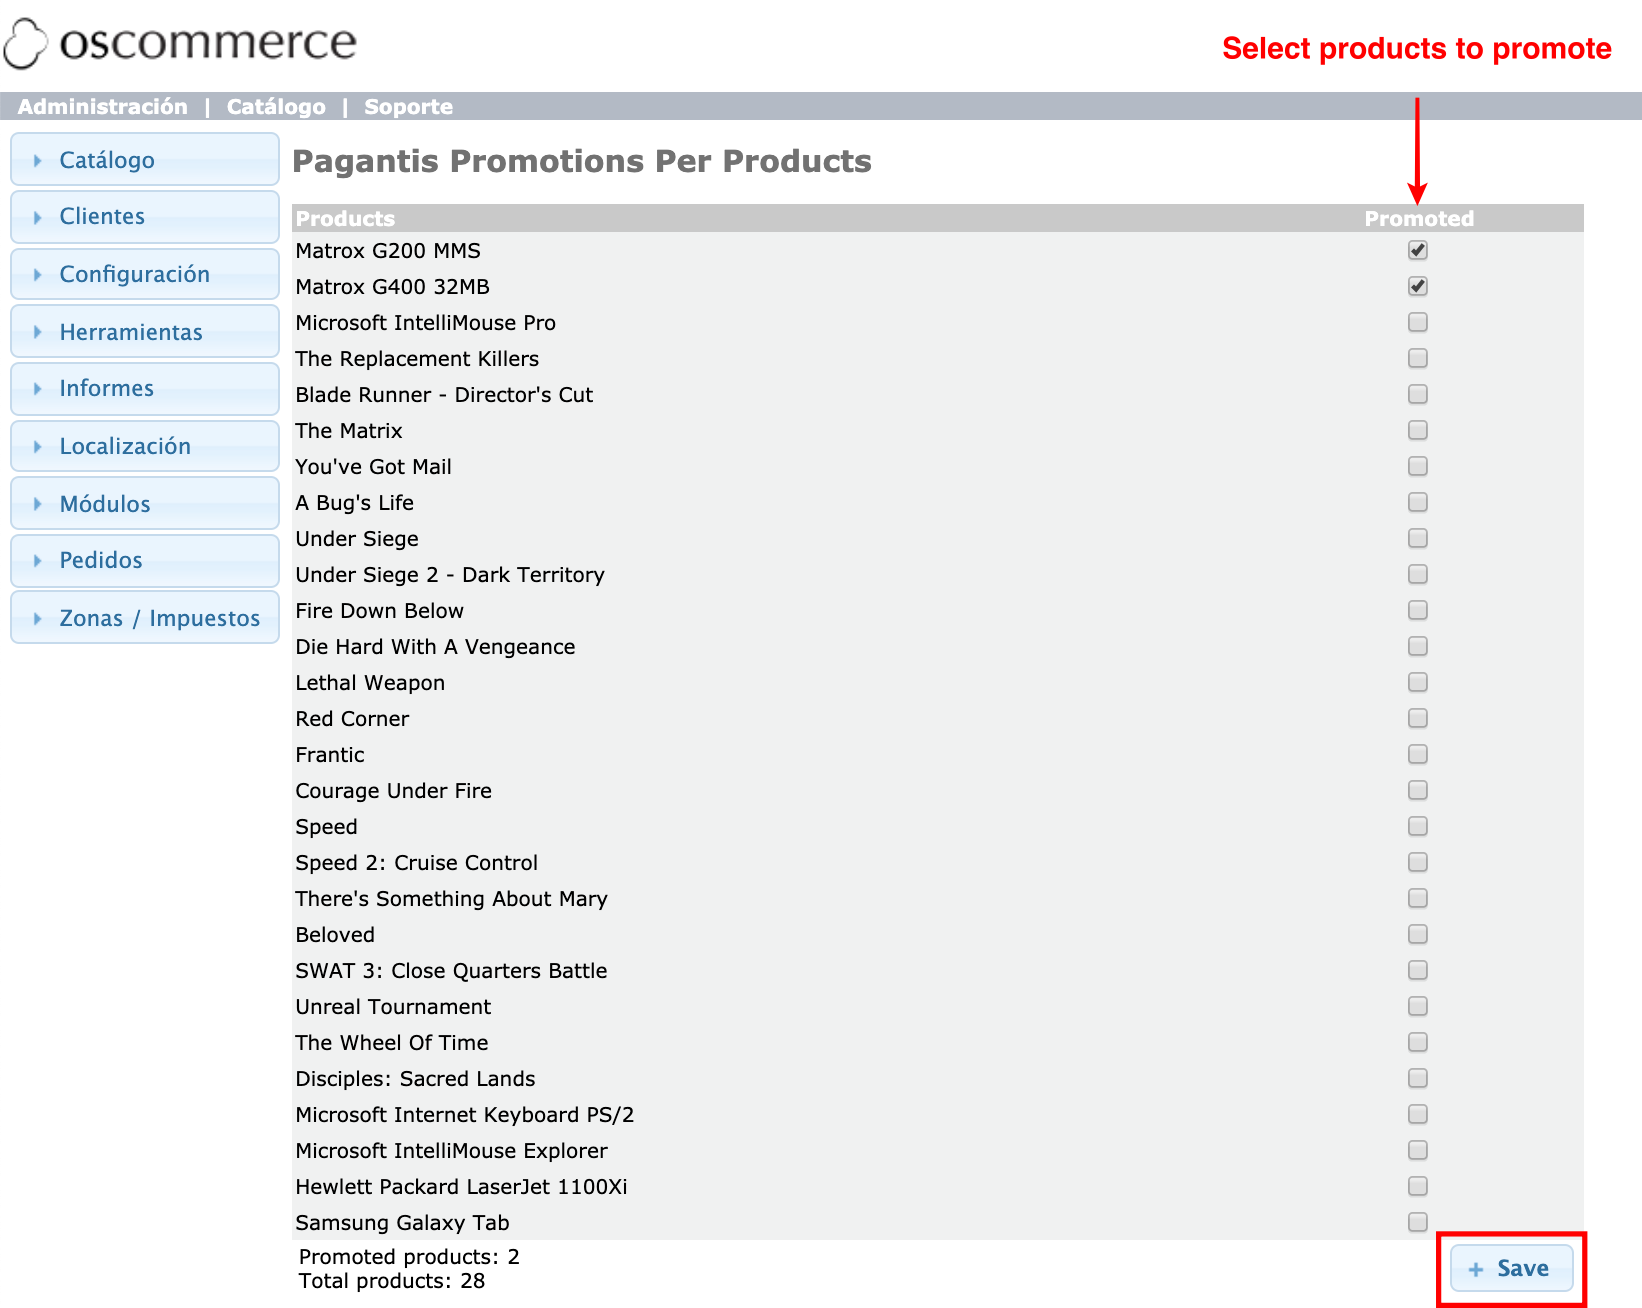 oscommerce
Select products to promote
Administración | Catálogo | Soporte
Catálogo
Clientes
Configuración
Herramientas
Informes
Localización
Módulos
Pedidos
Zonas / Impuestos
Pagantis Promotions Per Products
Products Promoted
Matrox G200 MMS
Matrox G400 32MB
Microsoft IntelliMouse Pro
The Replacement Killers
Blade Runner - Director's Cut
The Matrix
You've Got Mail
A Bug's Life
Under Siege
Under Siege 2 - Dark Territory
Fire Down Below
Die Hard With A Vengeance
Lethal Weapon
Red Corner
Frantic
Courage Under Fire
Speed
Speed 2: Cruise Control
There's Something About Mary
Beloved
SWAT 3: Close Quarters Battle
Unreal Tournament
The Wheel Of Time
Disciples: Sacred Lands
Microsoft Internet Keyboard PS/2
Microsoft IntelliMouse Explorer
Hewlett Packard LaserJet 1100Xi
Samsung Galaxy Tab
Promoted products: 2
Total products: 28
+ Save